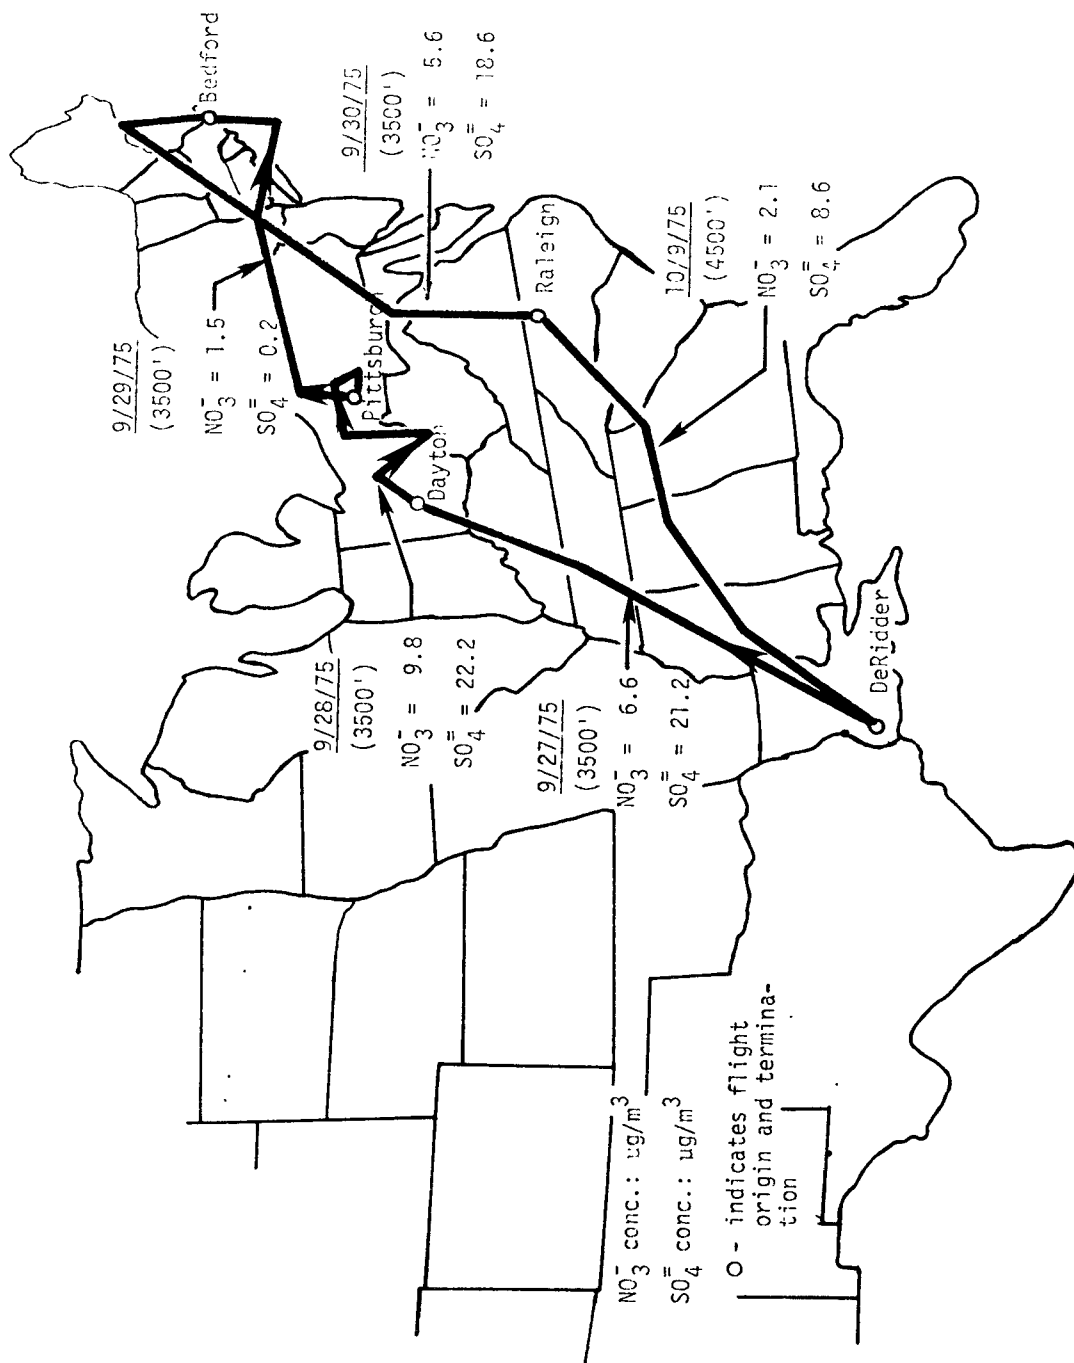 9/29/75
(3500')
NO₃⁻ = 1.5
SO₄⁼ = 0.2
Bedford
9/30/75
(3500')
NO₃⁻ = 5.6
SO₄⁼ = 18.6
Pittsburgh
Dayton
9/28/75
(3500')
NO₃⁻ = 9.8
SO₄⁼ = 22.2
Raleign
10/9/75
(4500')
NO₃⁻ = 2.1
SO₄⁼ = 8.6
9/27/75
(3500')
NO₃⁻ = 6.6
SO₄⁼ = 21.2
DeRidder
NO₃⁻ conc.: ug/m³
SO₄⁼ conc.: ug/m³
O - indicates flight
origin and termina-
tion